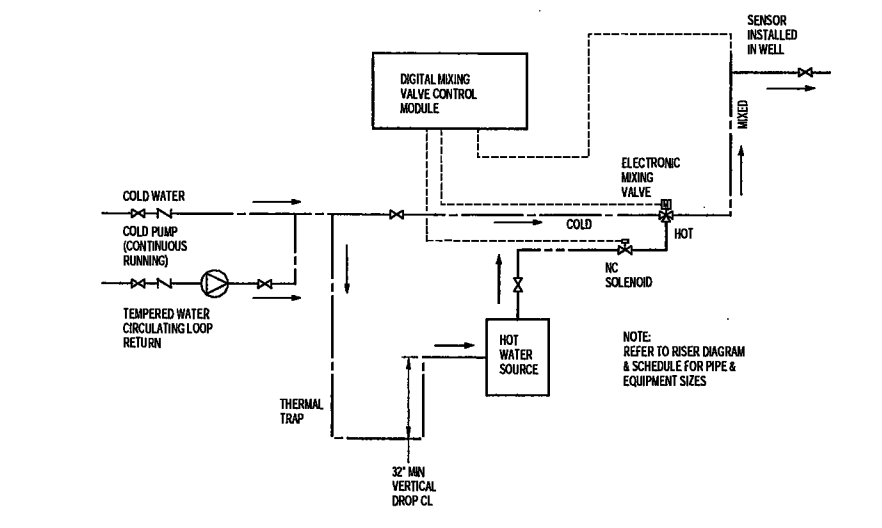 SENSOR
INSTALLED
IN WELL
DIGITAL MIXING
VALVE CONTROL
MODULE
MIXED
ELECTRONIC
MIXING
VALVE
M
COLD WATER
COLD
HOT
COLD PUMP
(CONTINUOUS
RUNNING)
NC
SOLENOID
TEMPERED WATER
CIRCULATING LOOP
RETURN
HOT
WATER
SOURCE
NOTE:
REFER TO RISER DIAGRAM
& SCHEDULE FOR PIPE &
EQUIPMENT SIZES
THERMAL
TRAP
32" MIN
VERTICAL
DROP CL